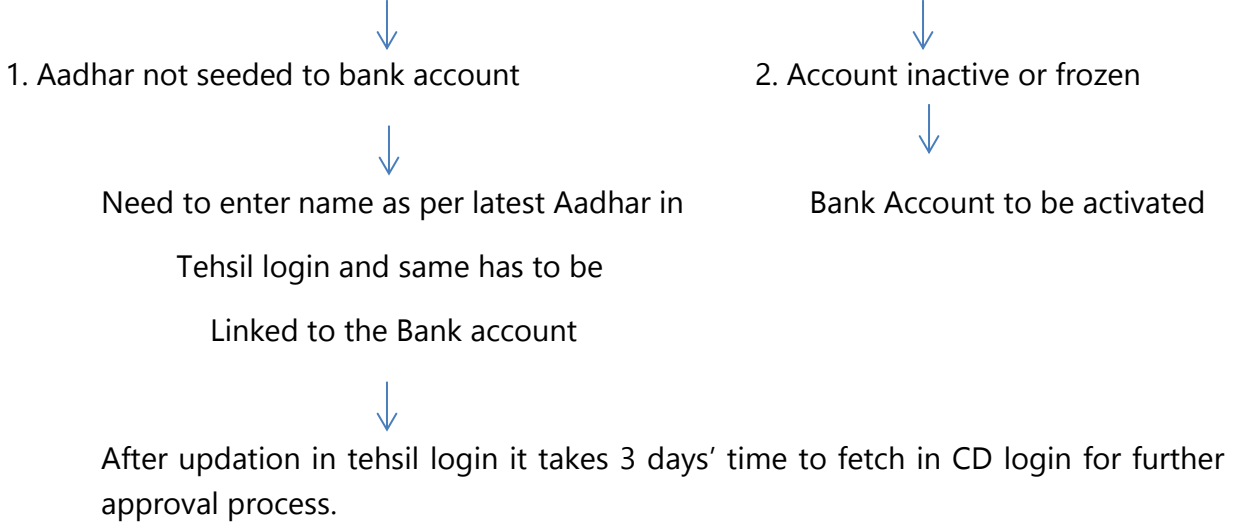 1. Aadhar not seeded to bank account
2. Account inactive or frozen
Need to enter name as per latest Aadhar in
Tehsil login and same has to be
Linked to the Bank account
Bank Account to be activated
After updation in tehsil login it takes 3 days’ time to fetch in CD login for further
approval process.